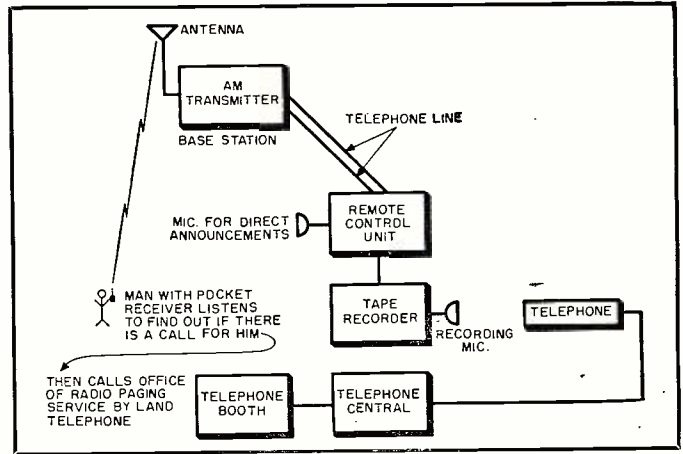 ANTENNA
AM
TRANSMITTER
BASE STATION
TELEPHONE LINE
MIC. FOR DIRECT
ANNOUNCEMENTS
REMOTE
CONTROL
UNIT
MAN WITH POCKET
RECEIVER LISTENS
TO FIND OUT IF THERE
IS A CALL FOR HIM
TAPE
RECORDER
RECORDING
MIC.
TELEPHONE
THEN CALLS OFFICE
OF RADIO PAGING
SERVICE BY LAND
TELEPHONE
TELEPHONE
BOOTH
TELEPHONE
CENTRAL